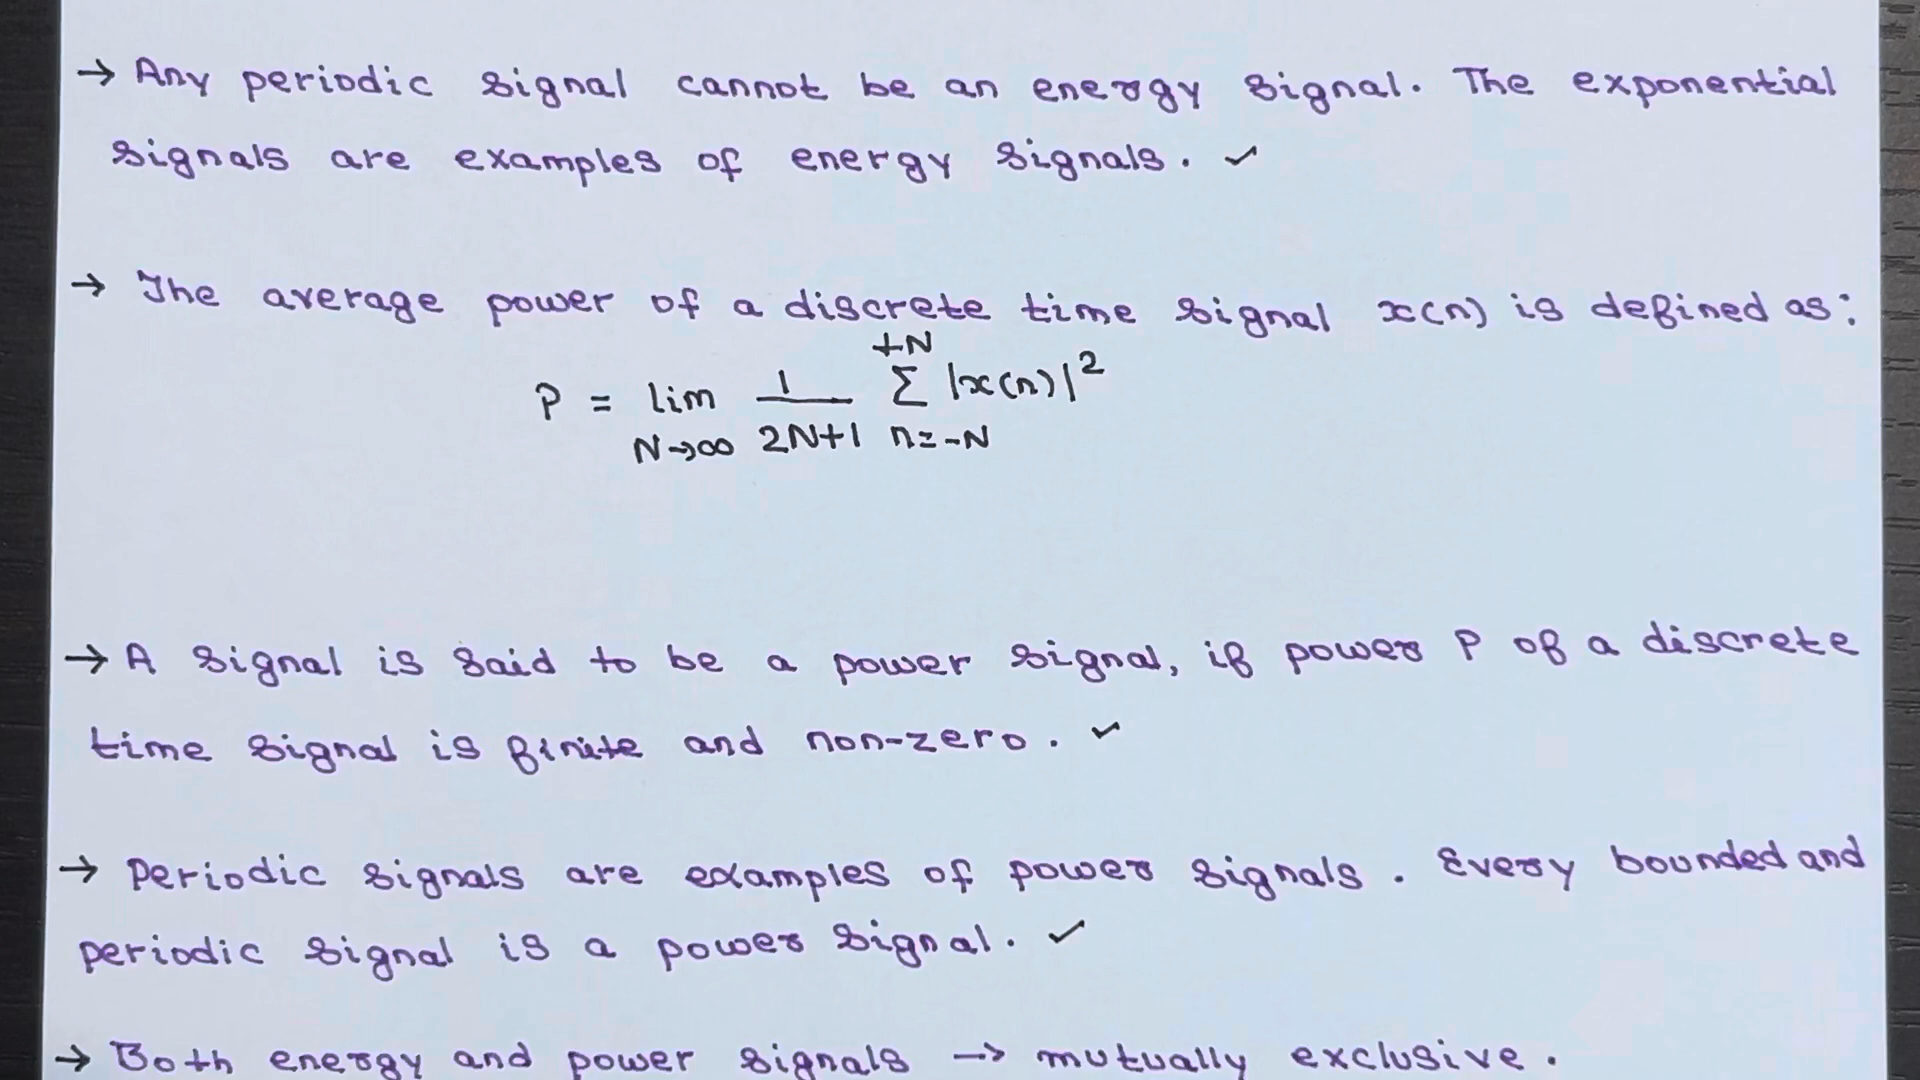 → Any periodic signal cannot be an energy signal. The exponential
signals are examples of energy signals. ✓
→ The average power of a discrete time signal x(n) is defined as:
P = lim N→∞ 1/2N+1 +N Σ n=-N |x(n)|²
→ A signal is said to be a power signal, if power P of a discrete
time signal is finite and non-zero. ✓
→ Periodic signals are examples of power signals. Every bounded and
periodic signal is a power signal. ✓
→ Both energy and power signals → mutually exclusive.